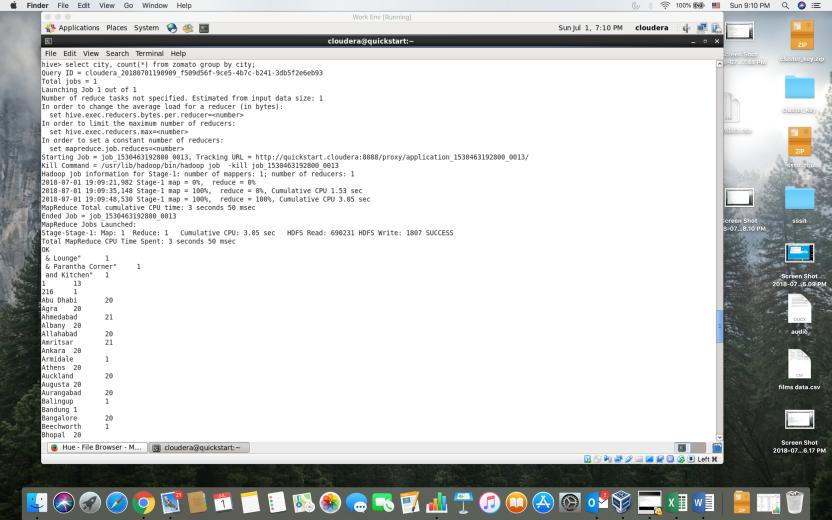 Finder File Edit View Go Window Help
100% Sun 9:10 PM
Work Env [Running]
Applications Places System
Sun Jul 1, 7:10 PM cloudera
cloudera@quickstart:~
File Edit View Search Terminal Help
hive> select city, count(*) from zomato group by city;
Query ID = cloudera_20180701190909_f509d56f-9ce5-4b7c-b241-3db5f2e6eb93
Total jobs = 1
Launching Job 1 out of 1
Number of reduce tasks not specified. Estimated from input data size: 1
In order to change the average load for a reducer (in bytes):
set hive.exec.reducers.bytes.per.reducer=<number>
In order to limit the maximum number of reducers:
set hive.exec.reducers.max=<number>
In order to set a constant number of reducers:
set mapreduce.job.reduces=<number>
Starting Job = job_1530463192800_0013, Tracking URL = http://quickstart.cloudera:8088/proxy/application_1530463192800_0013/
Kill Command = /usr/lib/hadoop/bin/hadoop job -kill job_1530463192800_0013
Hadoop job information for Stage-1: number of mappers: 1; number of reducers: 1
2018-07-01 19:09:21,982 Stage-1 map = 0%, reduce = 0%
2018-07-01 19:09:35,148 Stage-1 map = 100%, reduce = 0%, Cumulative CPU 1.53 sec
2018-07-01 19:09:48,530 Stage-1 map = 100%, reduce = 100%, Cumulative CPU 3.05 sec
MapReduce Total cumulative CPU time: 3 seconds 50 msec
Ended Job = job_1530463192800_0013
MapReduce Jobs Launched:
Stage-Stage-1: Map: 1 Reduce: 1 Cumulative CPU: 3.05 sec HDFS Read: 690231 HDFS Write: 1807 SUCCESS
Total MapReduce CPU Time Spent: 3 seconds 50 msec
OK
& Lounge" 1
& Parantha Corner" 1
and Kitchen" 1
1 13
216 1
Abu Dhabi 20
Agra 20
Ahmedabad 21
Albany 20
Allahabad 20
Amritsar 21
Ankara 20
Armidale 1
Athens 20
Auckland 20
Augusta 20
Aurangabad 20
Balingup 1
Bandung 1
Bangalore 20
Beechworth 1
Bhopal 20
Hue - File Browser - M...
cloudera@quickstart:~
Left ⌘
ZIP
cluster_key.zip
ZIP
Screen Shot
2018-07...8.10 PM
sssit
Screen Shot
2018-07...6.09 PM
DOCX
audio
CSV
films data.csv
Screen Shot
2018-07...6.17 PM